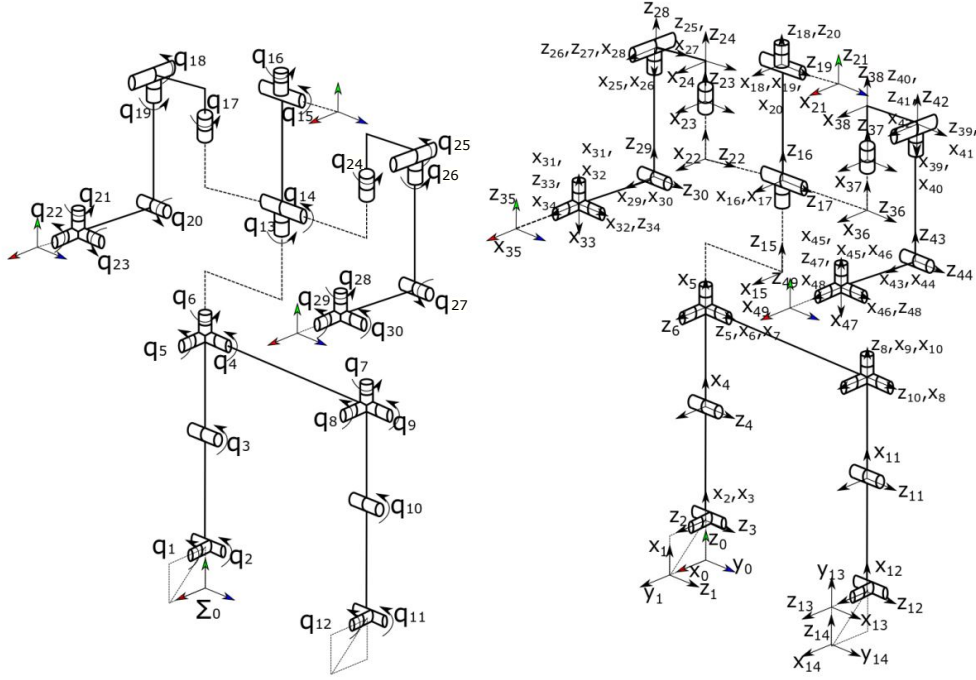 q₁₈
q₁₆
q₁₉
q₁₇
q₁₅
q₂₄
q₂₅
q₂₆
q₁₄
q₁₃
q₂₂
q₂₁
q₂₀
q₂₃
q₂₈
q₂₉
q₂₇
q₃₀
q₆
q₅
q₄
q₇
q₈
q₉
q₃
q₁₀
q₁
q₂
Σ₀
q₁₁
q₁₂
z₂₈
z₂₅,
z₂₄
z₂₆,z₂₇,x₂₈
x₂₇
x₂₅,x₂₆
x₂₄
z₂₃
x₂₃
z₁₈,z₂₀
z₁₉
z₂₁
x₁₈,x₁₉,
x₂₀
x₂₁
z₃₈
z₄₀,
z₄₁,z₄₂
x₃₈
z₃₉,
x₄₁
z₃₇
x₃₉,
x₄₀
x₃₇
z₃₆
x₃₆
x₂₂
z₂₂
z₁₆
x₁₆,x₁₇
z₁₇
z₂₉
z₃₀
x₂₉,x₃₀
x₃₁,
z₃₃,
x₃₄
x₃₁,
x₃₂
z₃₅
x₃₅
x₃₃
x₃₂,z₃₄
z₁₅
x₁₅
z₄₉
x₄₉
x₄₅,
z₄₇,
x₄₈
x₄₅,x₄₆
z₄₃
z₄₄
x₄₃,x₄₄
x₄₆,z₄₈
x₄₇
x₅
z₆
z₅,x₆,x₇
z₈,x₉,x₁₀
z₁₀,x₈
x₄
z₄
x₁₁
z₁₁
x₂,x₃
z₂
z₃
x₁
z₀
x₀
y₀
y₁
z₁
x₁₂
z₁₂
y₁₃
z₁₃
x₁₃
z₁₄
x₁₄
y₁₄